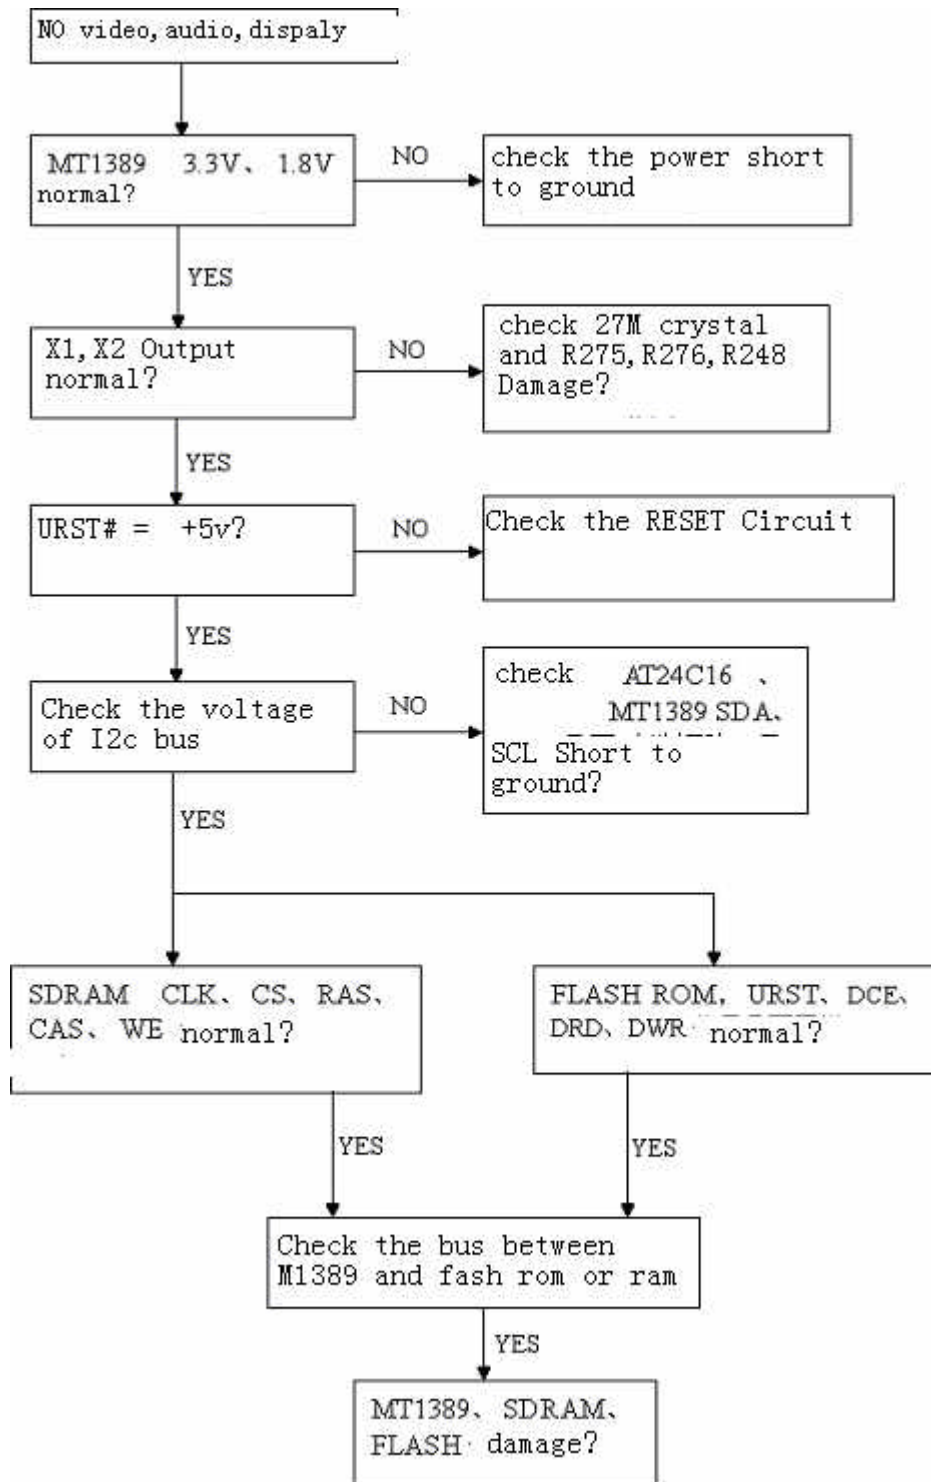 NO video,audio,dispaly
MT1389 3.3V、1.8V
normal?
NO
check the power short
to ground
YES
X1,X2 Output
normal?
NO
check 27M crystal
and R275,R276,R248
Damage?
YES
URST# = +5v?
NO
Check the RESET Circuit
YES
Check the voltage
of I2c bus
NO
check AT24C16 、
MT1389 SDA、
SCL Short to
ground?
YES
SDRAM CLK、CS、RAS、
CAS、WE normal?
FLASH ROM, URST、DCE、
DRD、DWR normal?
YES
YES
Check the bus between
M1389 and fash rom or ram
YES
MT1389、SDRAM、
FLASH damage?